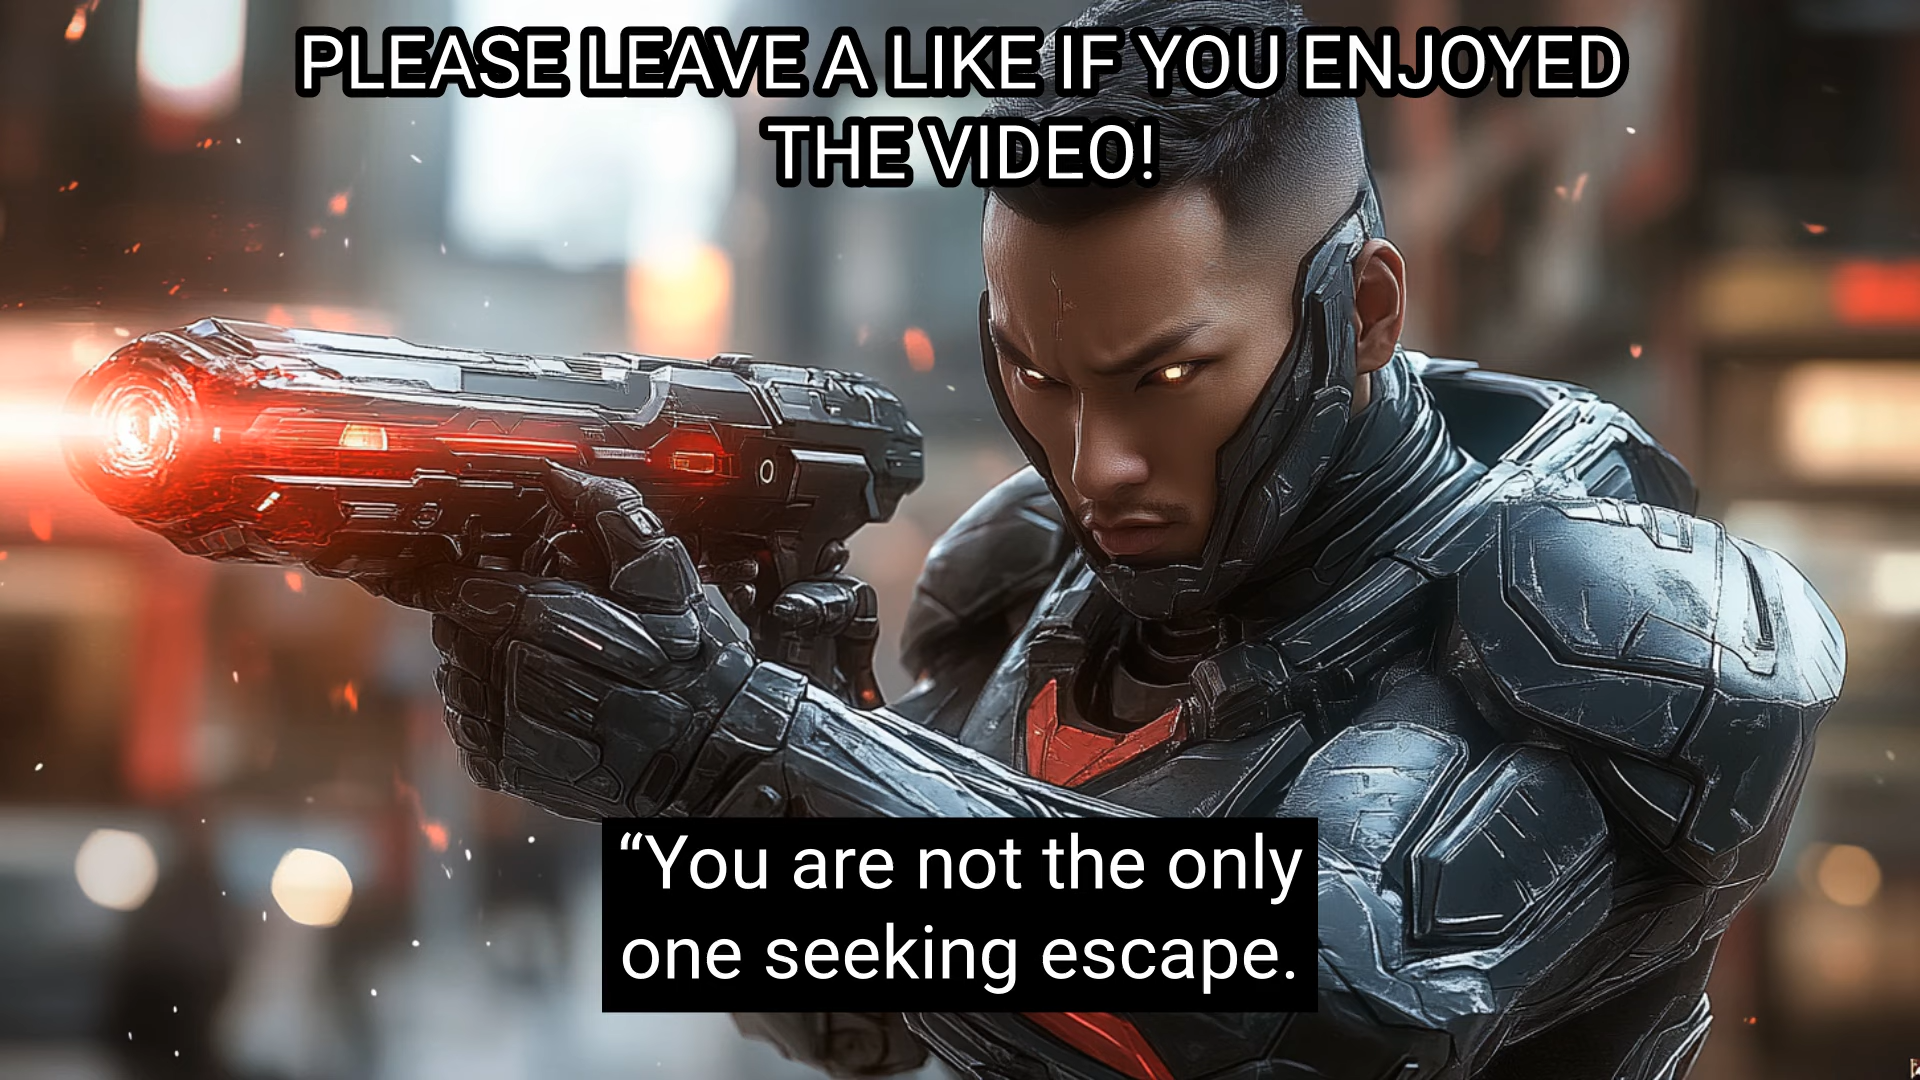 PLEASE LEAVE A LIKE IF YOU ENJOYED
THE VIDEO!
“You are not the only
one seeking escape.